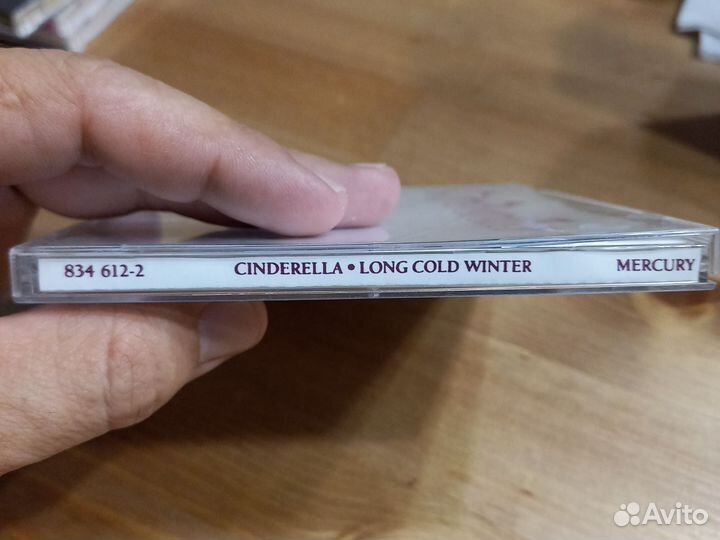 834 612-2 CINDERELLA • LONG COLD WINTER MERCURY
Avito